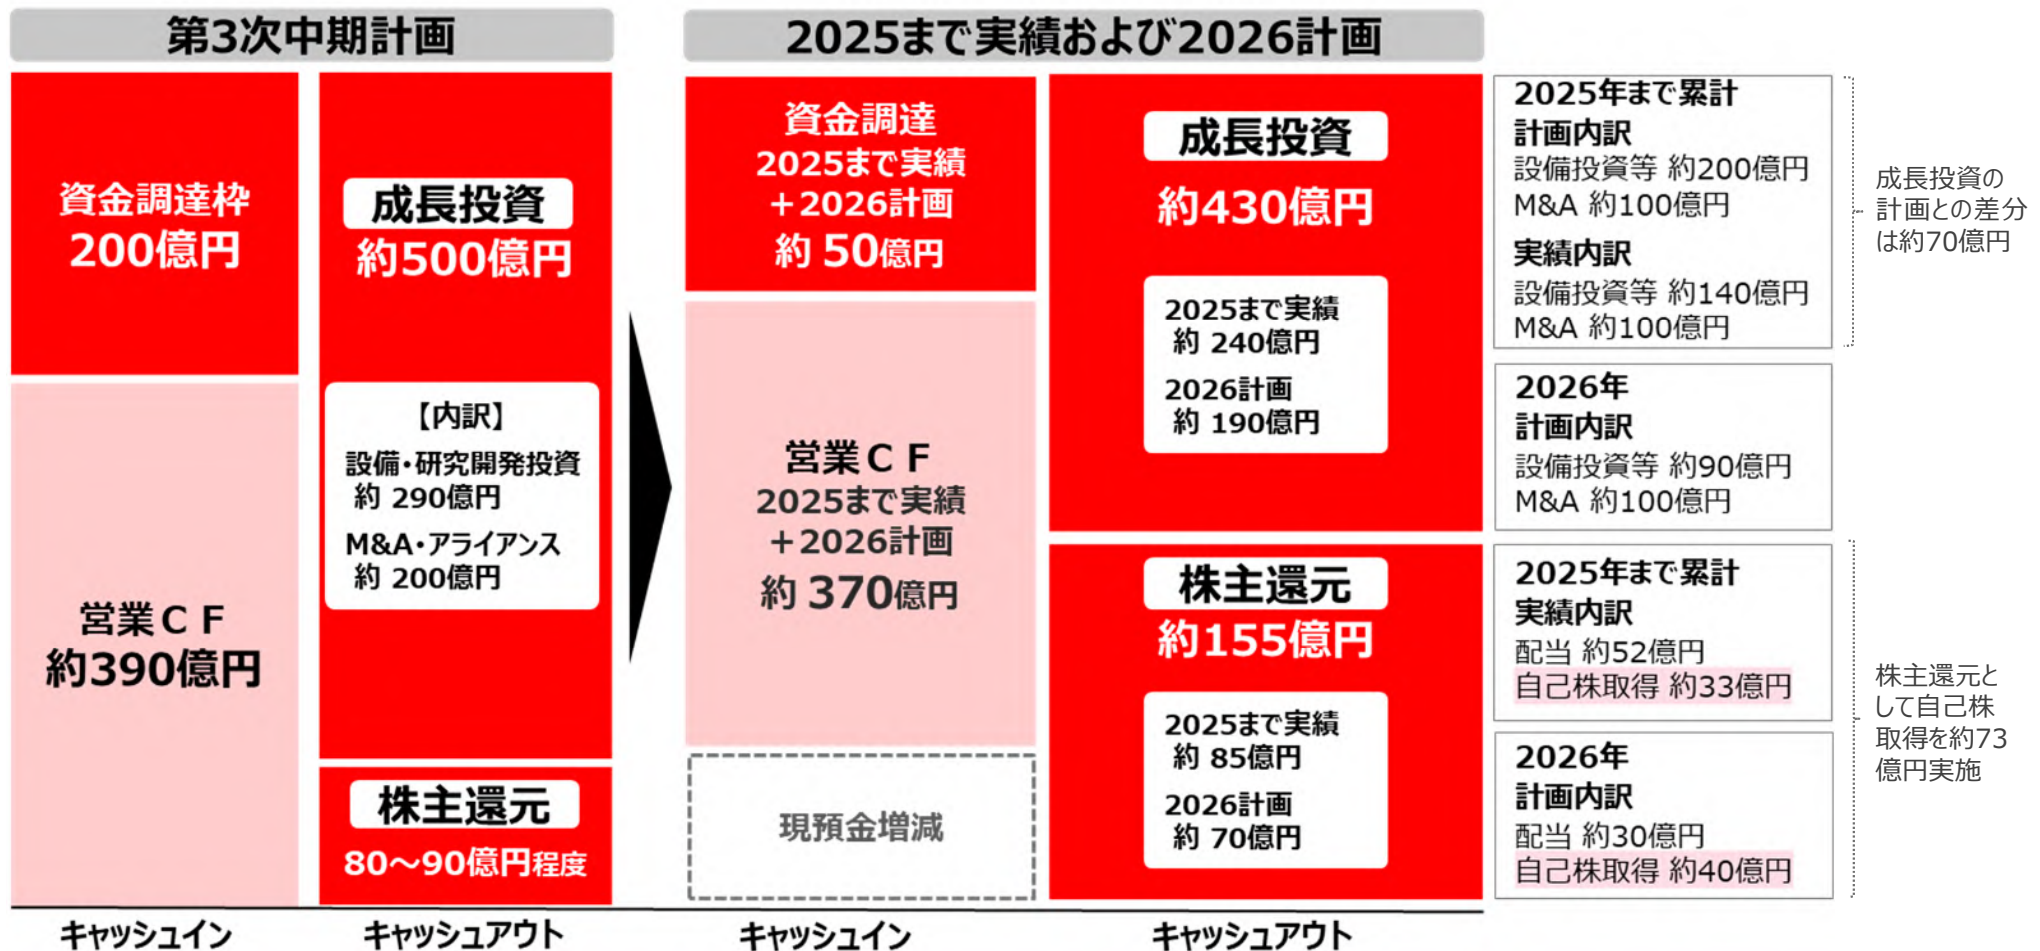 第3次中期計画
資金調達枠
200億円
営業ＣＦ
約390億円
成長投資
約500億円
【内訳】
設備・研究開発投資
約 290億円
M&A・アライアンス
約 200億円
株主還元
80～90億円程度
キャッシュイン
キャッシュアウト
2025まで実績および2026計画
資金調達
2025まで実績
＋2026計画
約 50億円
営業ＣＦ
2025まで実績
＋2026計画
約 370億円
現預金増減
成長投資
約430億円
2025まで実績
約 240億円
2026計画
約 190億円
株主還元
約155億円
2025まで実績
約 85億円
2026計画
約 70億円
キャッシュイン
キャッシュアウト
2025年まで累計
計画内訳
設備投資等 約200億円
M&A 約100億円
実績内訳
設備投資等 約140億円
M&A 約100億円
成長投資の
計画との差分
は約70億円
2026年
計画内訳
設備投資等 約90億円
M&A 約100億円
2025年まで累計
実績内訳
配当 約52億円
自己株取得 約33億円
2026年
計画内訳
配当 約30億円
自己株取得 約40億円
株主還元と
して自己株
取得を約73
億円実施